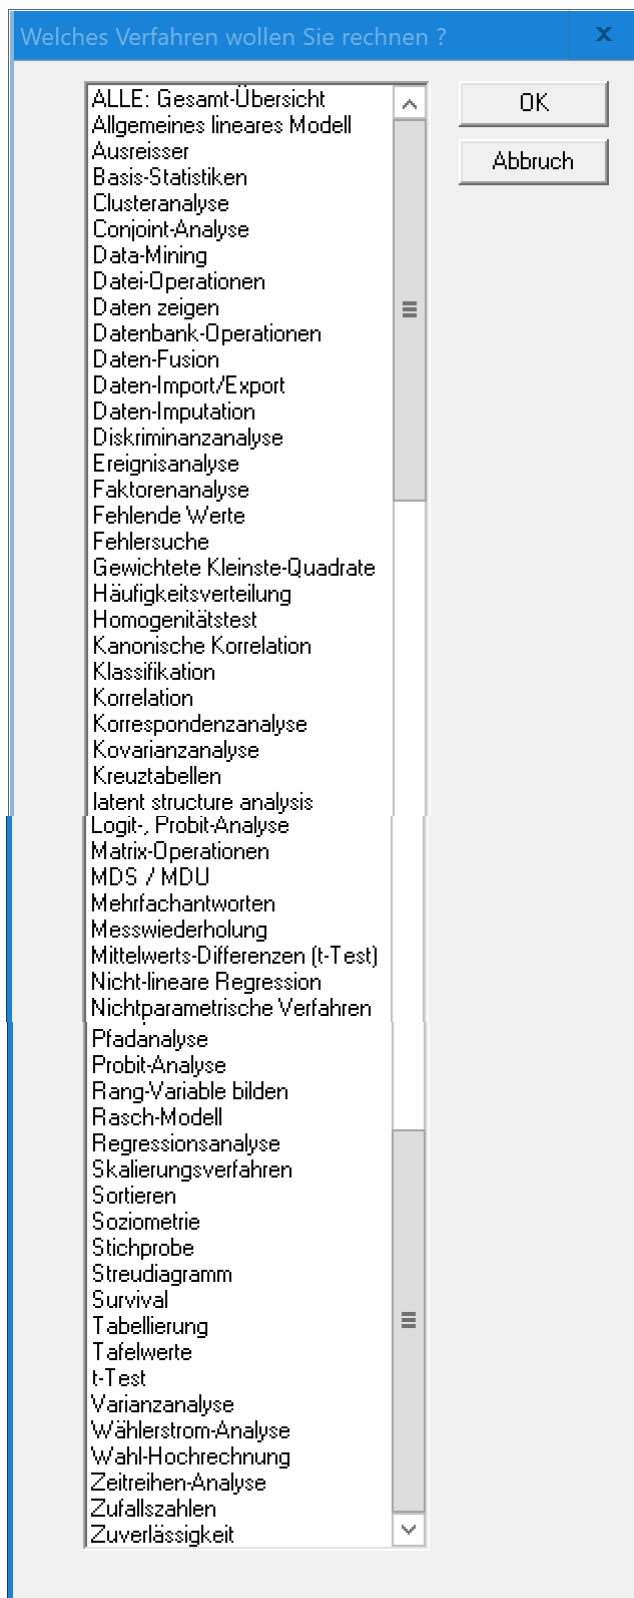 Welches Verfahren wollen Sie rechnen ?
x
ALLE: Gesamt-Übersicht
OK
Allgemeines lineares Modell
Ausreisser
Abbruch
Basis-Statistiken
Clusteranalyse
Conjoint-Analyse
Data-Mining
Datei-Operationen
Daten zeigen
Datenbank-Operationen
Daten-Fusion
Daten-Import/Export
Daten-Imputation
Diskriminanzanalyse
Ereignisanalyse
Faktorenanalyse
Fehlende Werte
Fehlersuche
Gewichtete Kleinste-Quadrate
Häufigkeitsverteilung
Homogenitätstest
Kanonische Korrelation
Klassifikation
Korrelation
Korrespondenzanalyse
Kovarianzanalyse
Kreuztabellen
latent structure analysis
Logit-, Probit-Analyse
Matrix-Operationen
MDS / MDU
Mehrfachantworten
Messwiederholung
Mittelwerts-Differenzen (t-Test)
Nicht-lineare Regression
Nichtparametrische Verfahren
Pfadanalyse
Probit-Analyse
Rang-Variable bilden
Rasch-Modell
Regressionsanalyse
Skalierungsverfahren
Sortieren
Soziometrie
Stichprobe
Streudiagramm
Survival
Tabellierung
Tafelwerte
t-Test
Varianzanalyse
Wählerstrom-Analyse
Wahl-Hochrechnung
Zeitreihen-Analyse
Zufallszahlen
Zuverlässigkeit